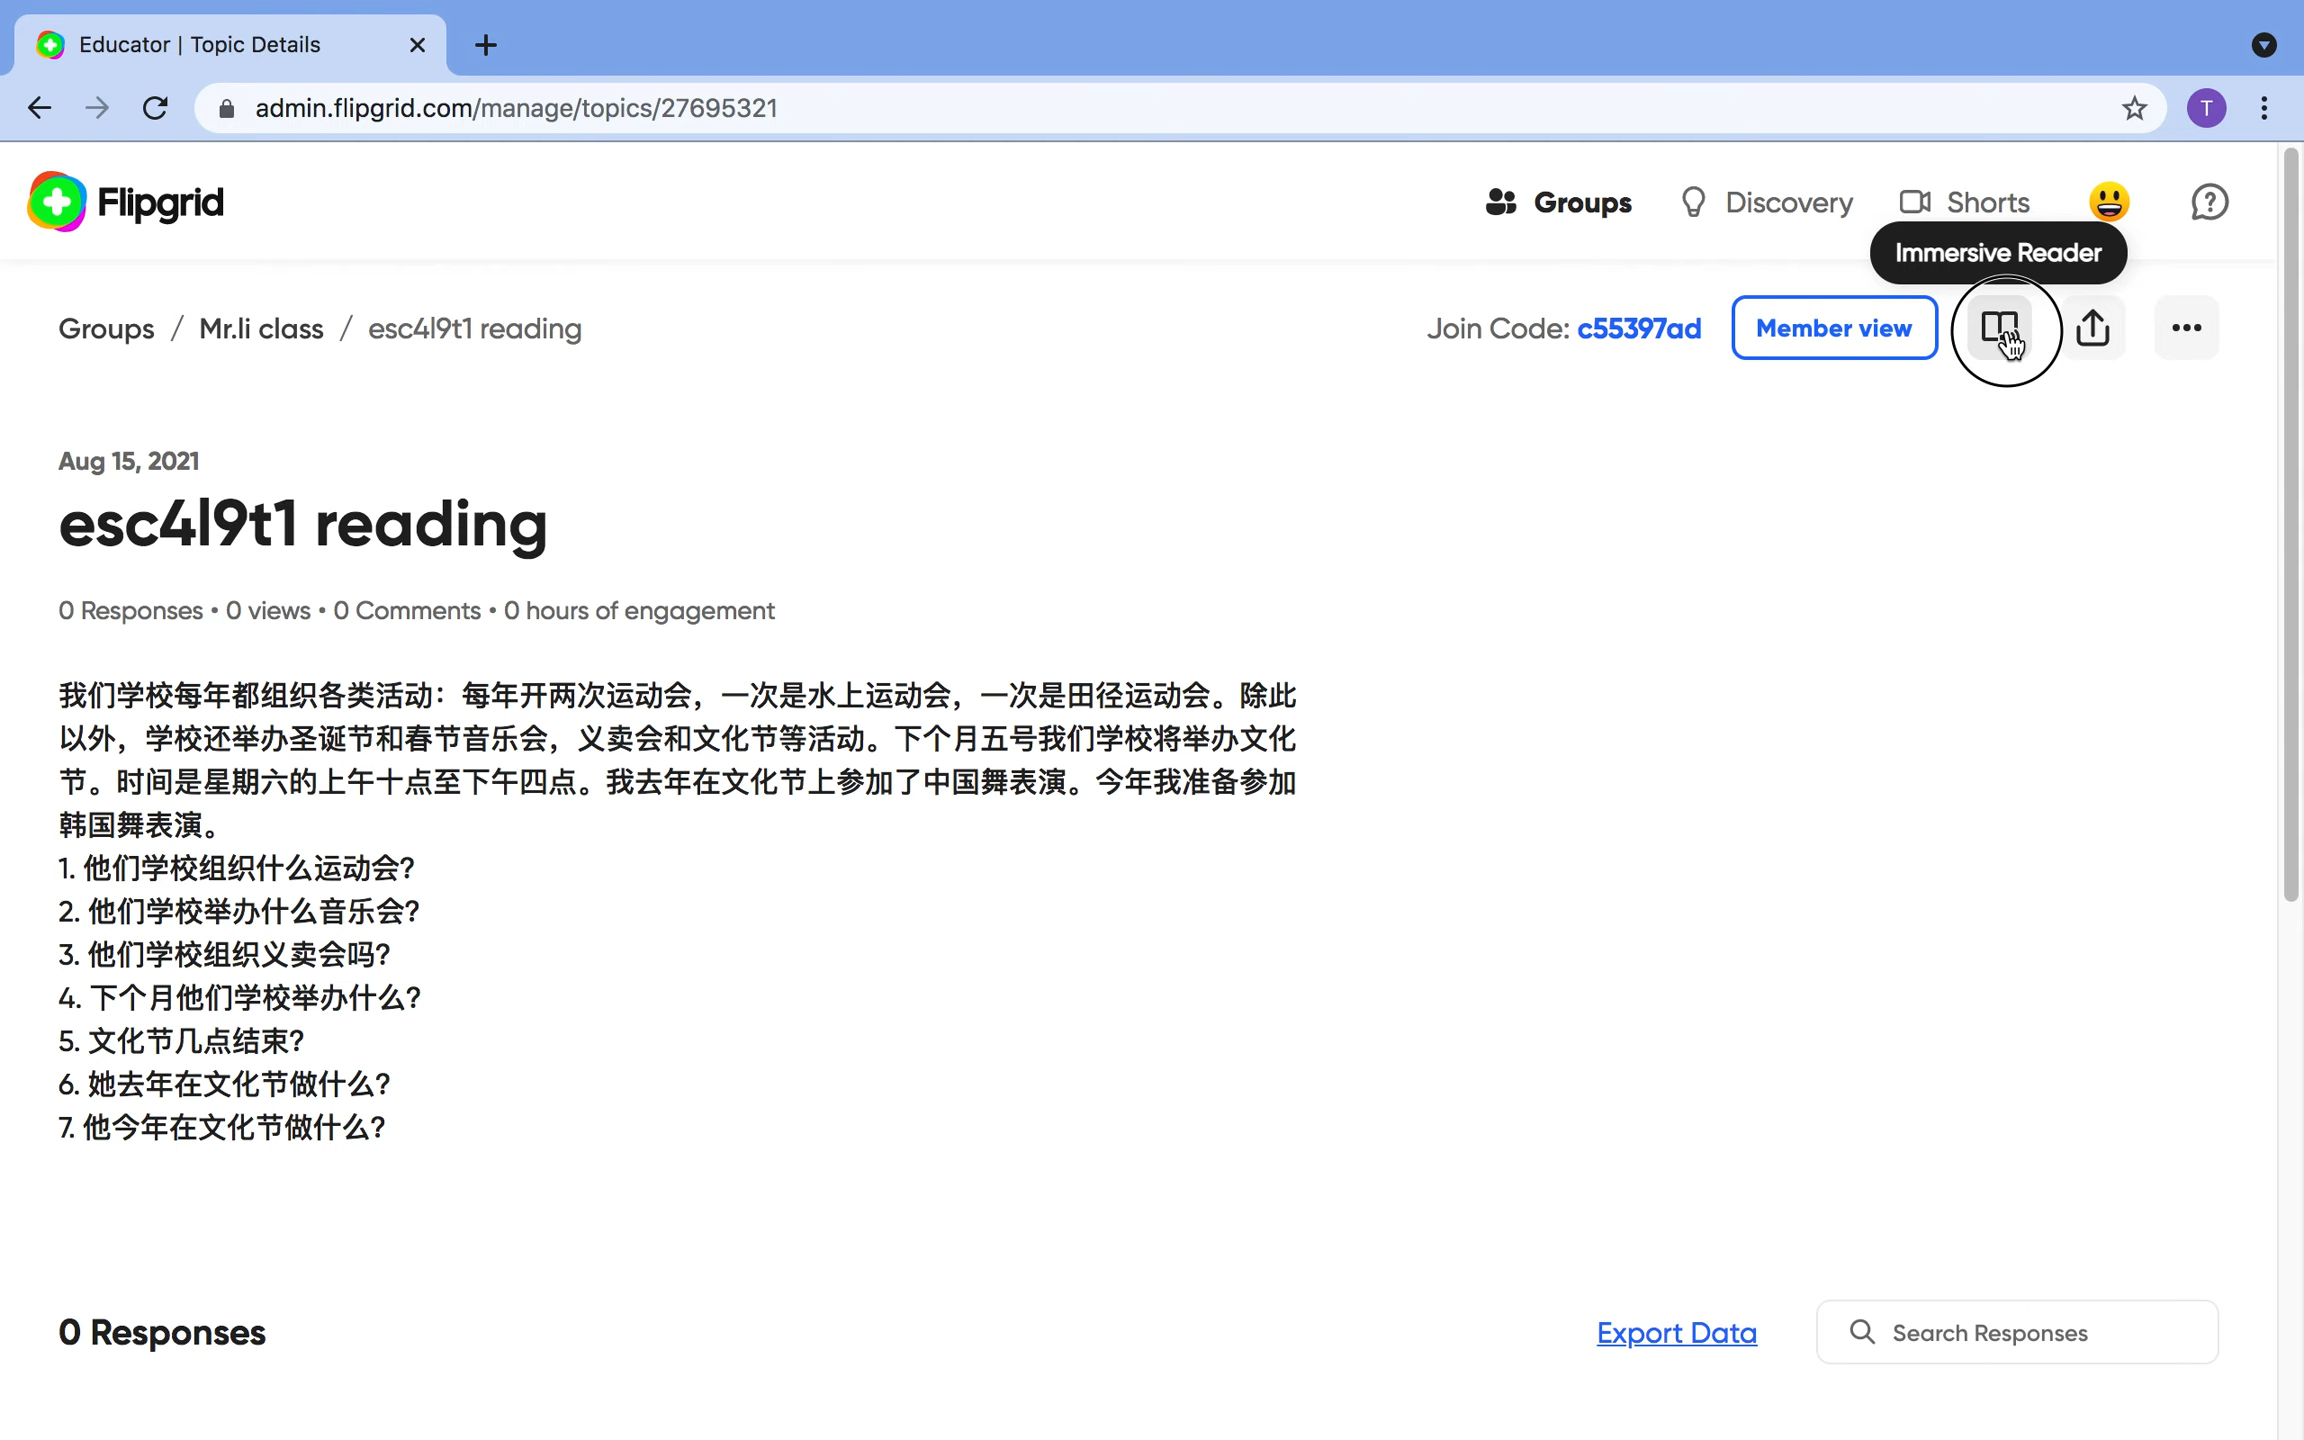 Educator | Topic Details
admin.flipgrid.com/manage/topics/27695321
T
Flipgrid
Groups
Discovery
Shorts
Immersive Reader
Groups / Mr.li class / esc4l9t1 reading
Join Code: c55397ad
Member view
Aug 15, 2021
esc4l9t1 reading
0 Responses • 0 views • 0 Comments • 0 hours of engagement
我们学校每年都组织各类活动：每年开两次运动会，一次是水上运动会，一次是田径运动会。除此
以外，学校还举办圣诞节和春节音乐会，义卖会和文化节等活动。下个月五号我们学校将举办文化
节。时间是星期六的上午十点至下午四点。我去年在文化节上参加了中国舞表演。今年我准备参加
韩国舞表演。
1. 他们学校组织什么运动会?
2. 他们学校举办什么音乐会?
3. 他们学校组织义卖会吗?
4. 下个月他们学校举办什么?
5. 文化节几点结束?
6. 她去年在文化节做什么?
7. 他今年在文化节做什么?
0 Responses
Export Data
Search Responses